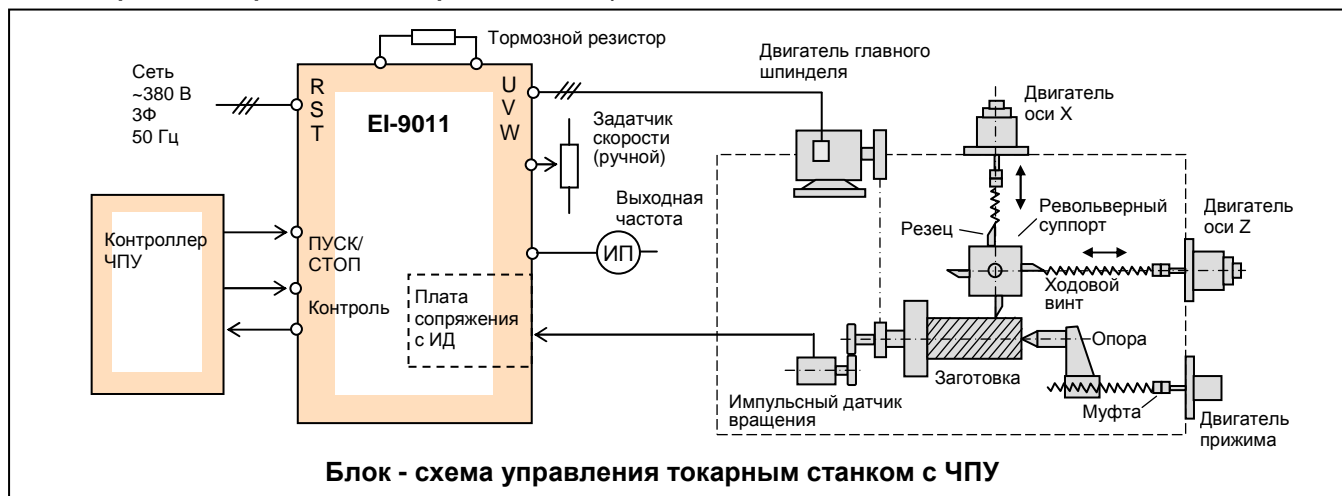 Тормозной резистор
Сеть
~380 В
3Ф
50 Гц
R
S
T
EI-9011
U
V
W
Задатчик
скорости
(ручной)
Выходная
частота
ИП
Контроллер
ЧПУ
ПУСК/
СТОП
Контроль
Плата
сопряжения
с ИД
Двигатель главного
шпинделя
Двигатель
оси X
Резец
Револьверный
суппорт
Двигатель
оси Z
Ходовой
винт
Заготовка
Опора
Импульсный датчик
вращения
Муфта
Двигатель
прижима
Блок - схема управления токарным станком с ЧПУ